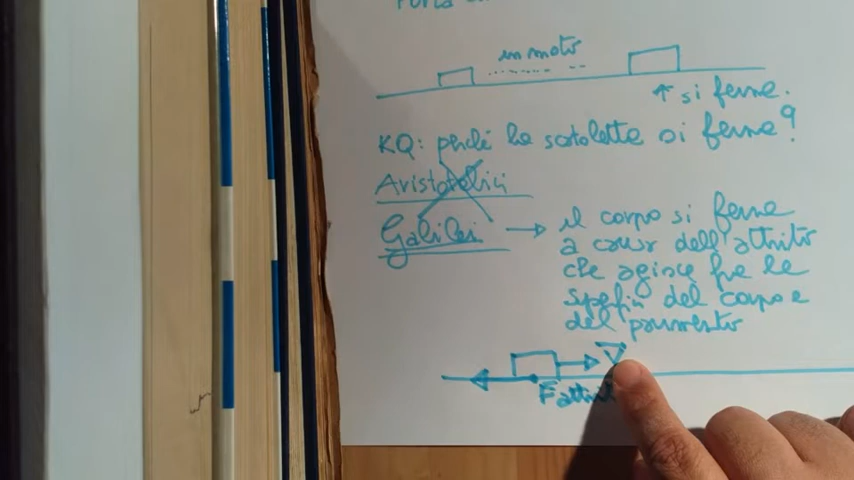 in moto
↑ si ferma.
KQ: perché la scatoletta si ferma?
Aristotelici
Galilei → il corpo si ferma
a causa dell'attrito
che agisce fra le
superfici del corpo e
del pavimento
V
F attrit